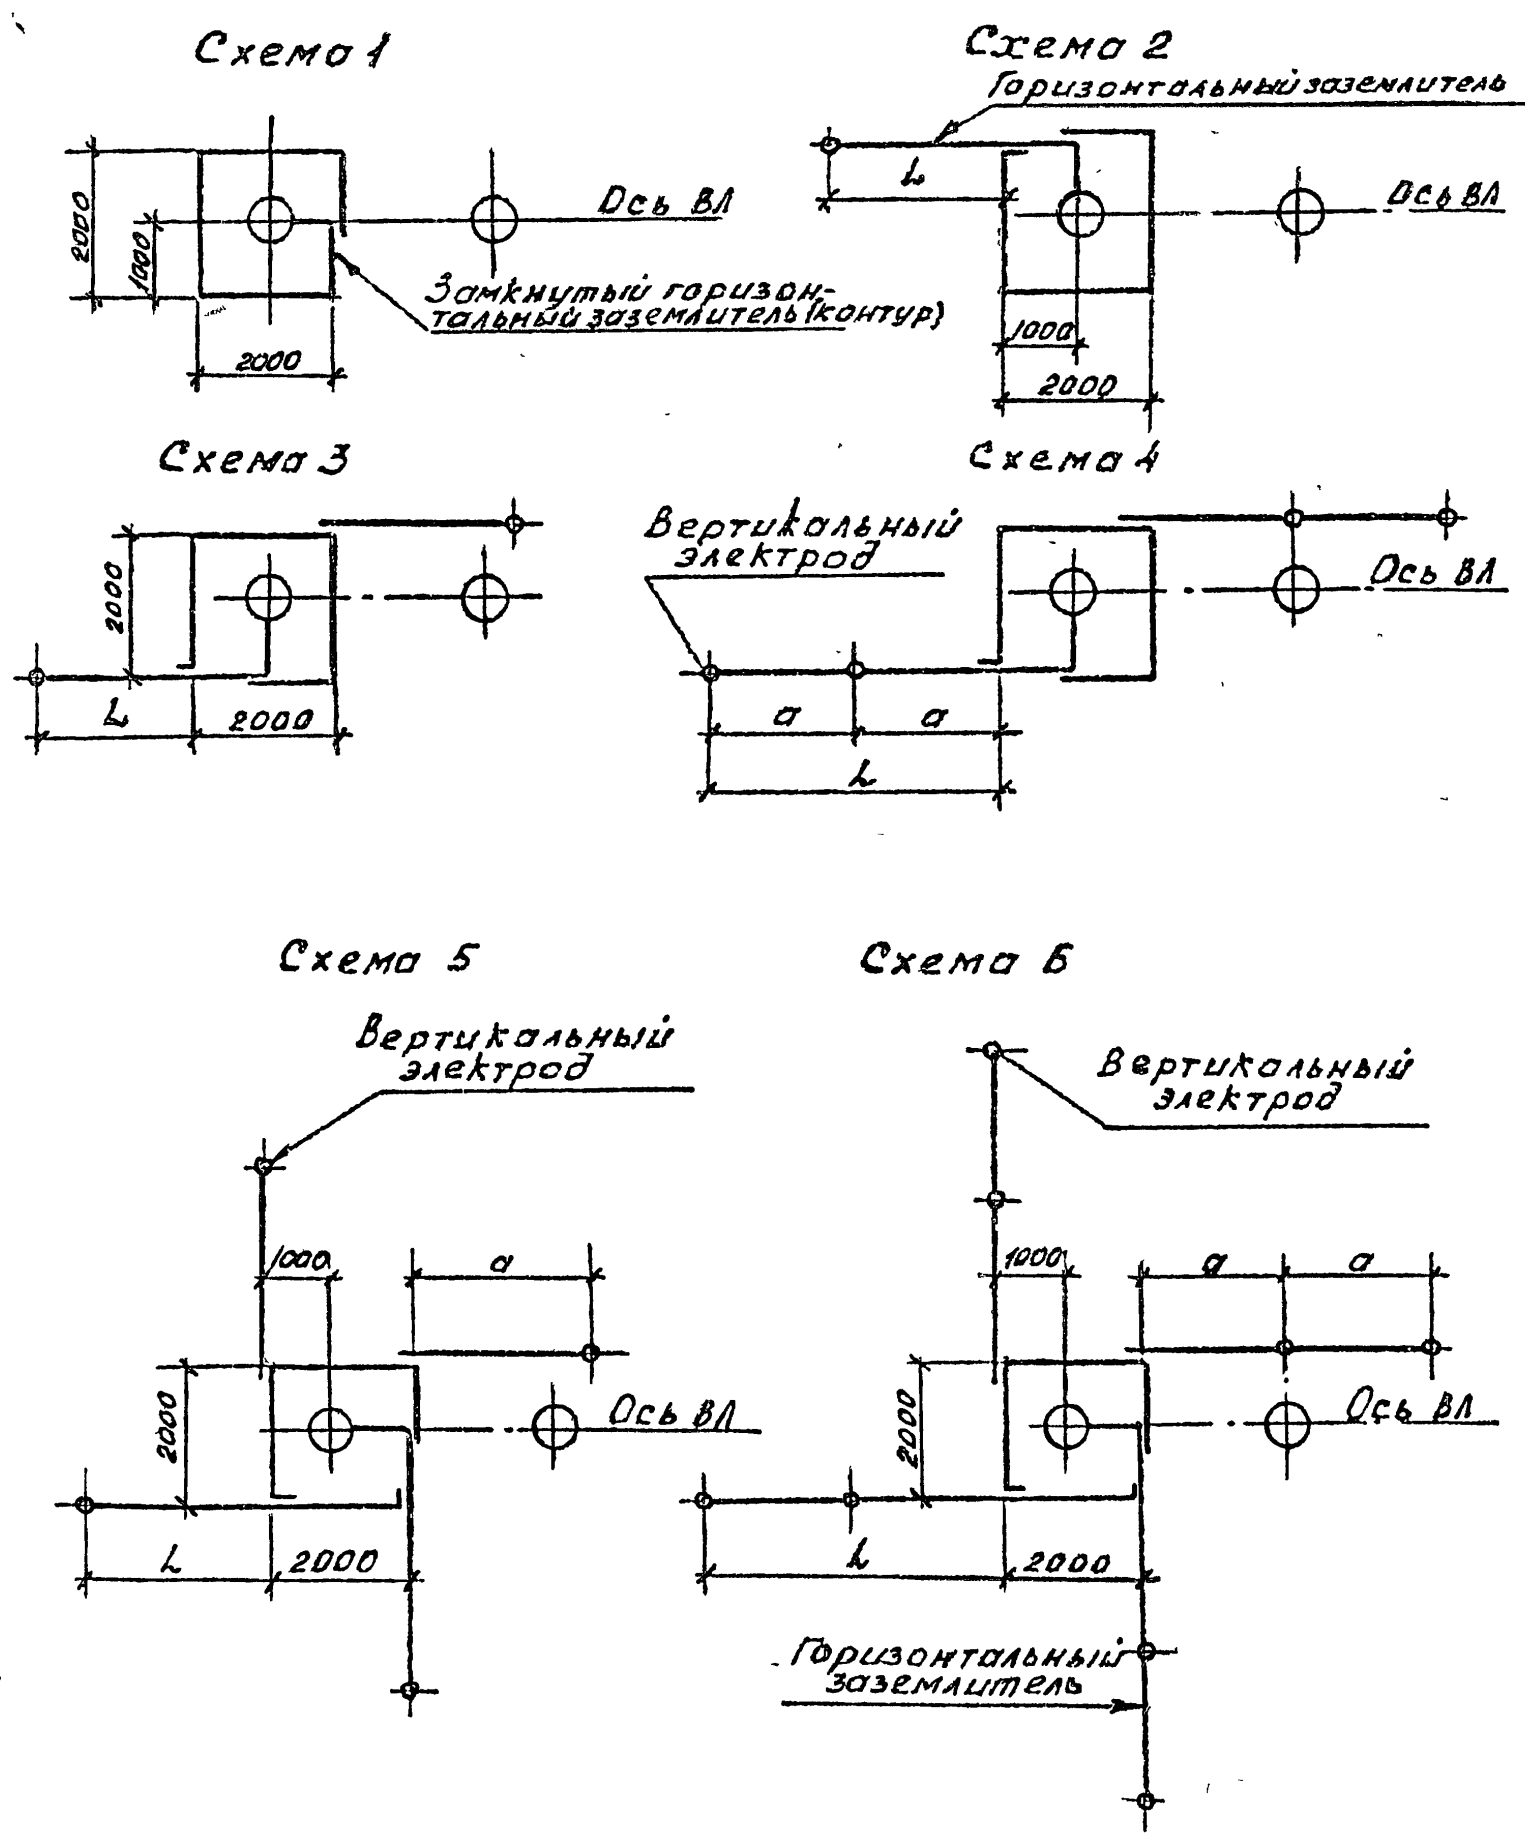 Схема 1
2000
1000
2000
Ось ВЛ
Замкнутый горизон-
тальный заземлитель (контур)
Схема 2
Горизонтальный заземлитель
L
Ось ВЛ
1000
2000
Схема 3
2000
L
2000
Схема 4
Вертикальный
электрод
Ось ВЛ
а
а
L
Схема 5
Вертикальный
электрод
1000
а
2000
Ось ВЛ
L
2000
Схема 6
Вертикальный
электрод
1000
а
а
2000
Ось ВЛ
L
2000
Горизонтальный
заземлитель